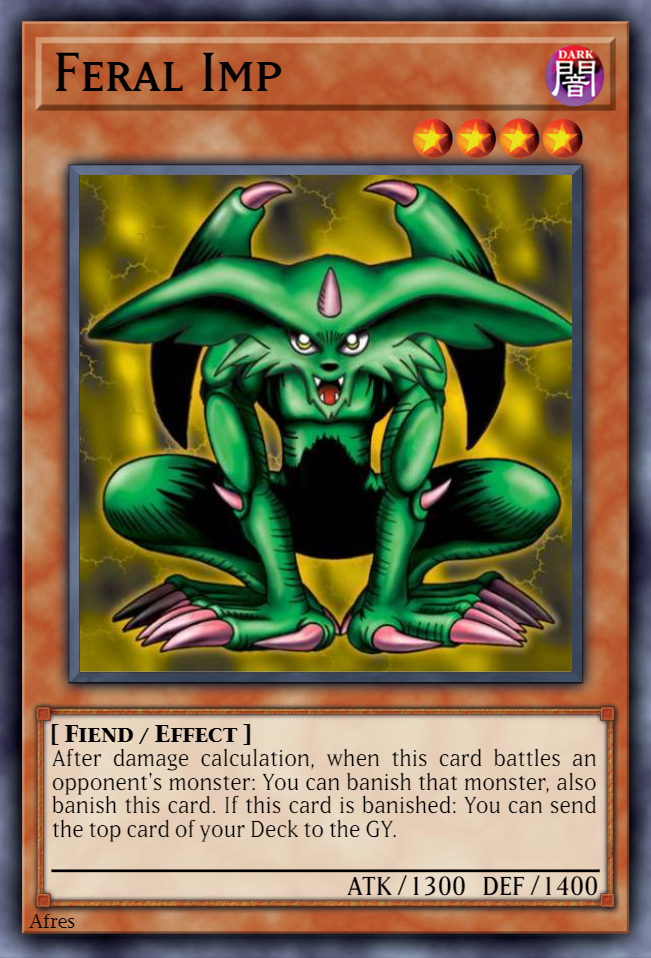 Feral Imp
DARK
闇
[ Fiend / Effect ]
After damage calculation, when this card battles an
opponent's monster: You can banish that monster, also
banish this card. If this card is banished: You can send
the top card of your Deck to the GY.
ATK / 1300 DEF / 1400
Afres